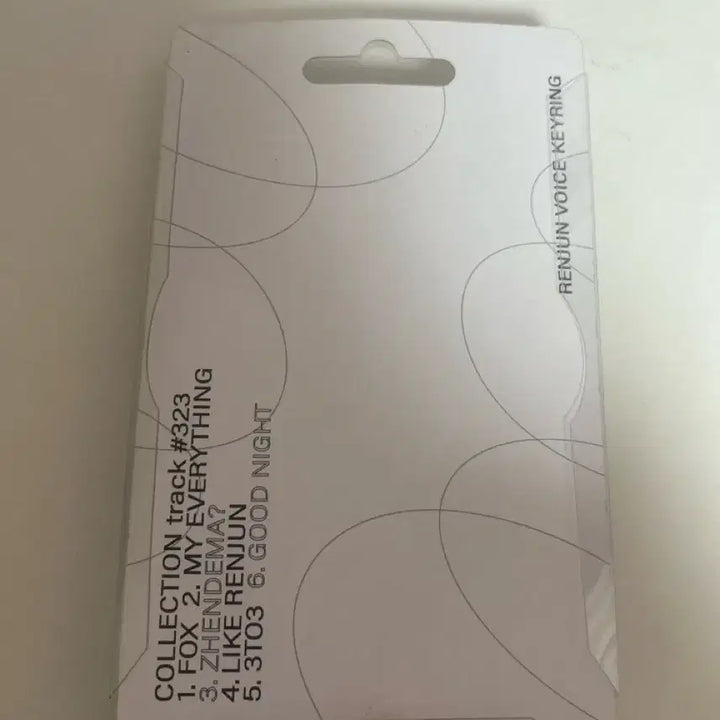 COLLECTION track #323
1. FOX 2. MY EVERYTHING
3. ZHENDEMA?
4. LIKE RENJUN
5. 3TO3 6. GOOD NIGHT
RENJUN VOICE KEYRING